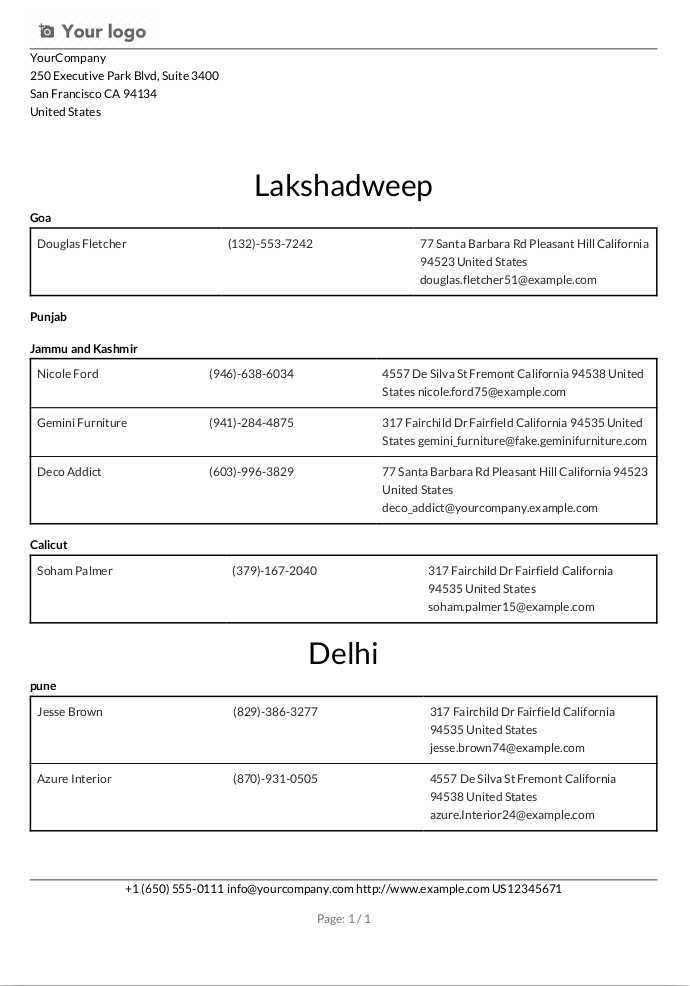 Your logo
YourCompany
250 Executive Park Blvd, Suite 3400
San Francisco CA 94134
United States
Lakshadweep
Goa
Douglas Fletcher (132)-553-7242 77 Santa Barbara Rd Pleasant Hill California
94523 United States
douglas.fletcher51@example.com
Punjab
Jammu and Kashmir
Nicole Ford (946)-638-6034 4557 De Silva St Fremont California 94538 United
States nicole.ford75@example.com
Gemini Furniture (941)-284-4875 317 Fairchild Dr Fairfield California 94535 United
States gemini_furniture@fake.geminifurniture.com
Deco Addict (603)-996-3829 77 Santa Barbara Rd Pleasant Hill California 94523
United States
deco_addict@yourcompany.example.com
Calicut
Soham Palmer (379)-167-2040 317 Fairchild Dr Fairfield California
94535 United States
soham.palmer15@example.com
Delhi
pune
Jesse Brown (829)-386-3277 317 Fairchild Dr Fairfield California
94535 United States
jesse.brown74@example.com
Azure Interior (870)-931-0505 4557 De Silva St Fremont California
94538 United States
azure.Interior24@example.com
+1 (650) 555-0111 info@yourcompany.com http://www.example.com US12345671
Page: 1 / 1